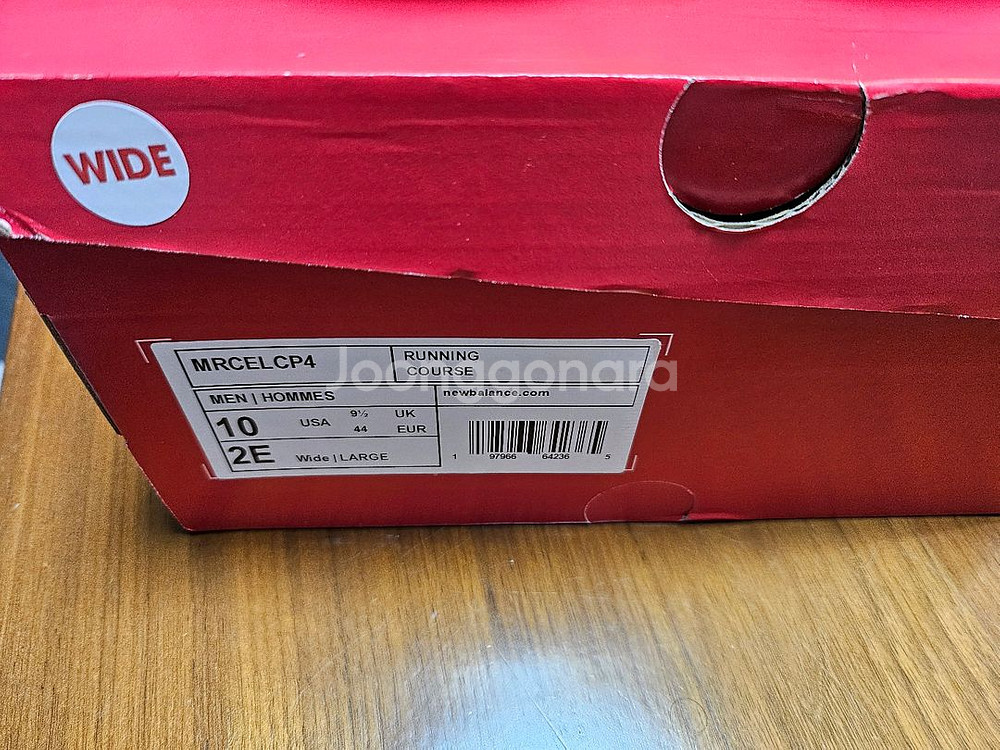 WIDE
MRCELCP4
RUNNING
COURSE
Joonggonara
MEN | HOMMES
newbalance.com
10 USA 9½ UK
44 EUR
2E Wide | LARGE
1 97966 64236 5